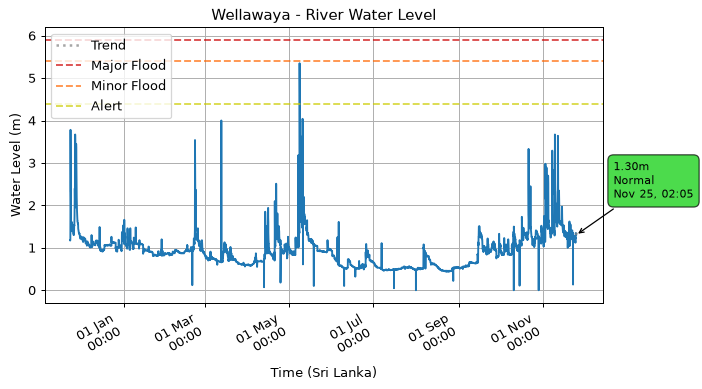 Wellawaya - River Water Level
Trend
Major Flood
Minor Flood
Alert
6
5
4
3
2
1
0
Water Level (m)
1.30m
Normal
Nov 25, 02:05
01 Jan
00:00
01 Mar
00:00
01 May
00:00
01 Jul
00:00
01 Sep
00:00
01 Nov
00:00
Time (Sri Lanka)